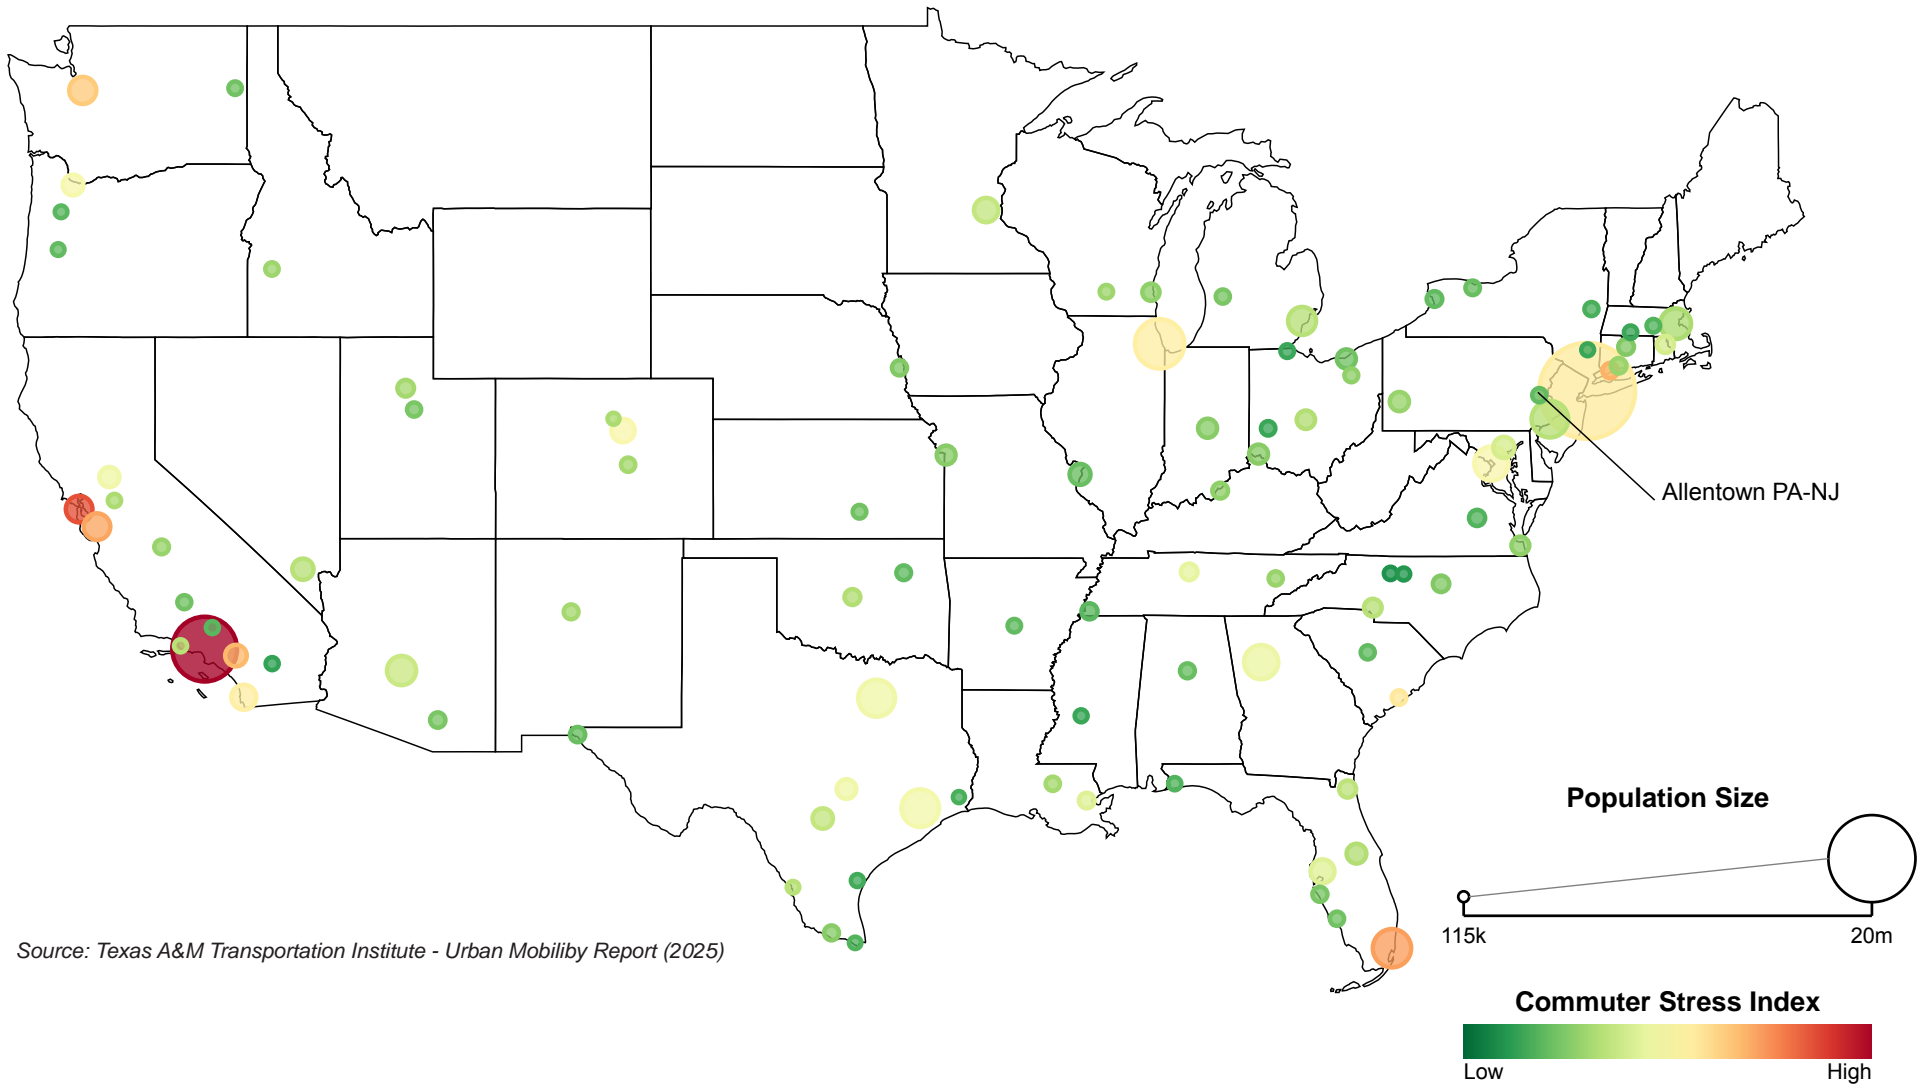 Allentown PA-NJ
Population Size
115k
20m
Source: Texas A&M Transportation Institute - Urban Mobiliby Report (2025)
Commuter Stress Index
Low
High